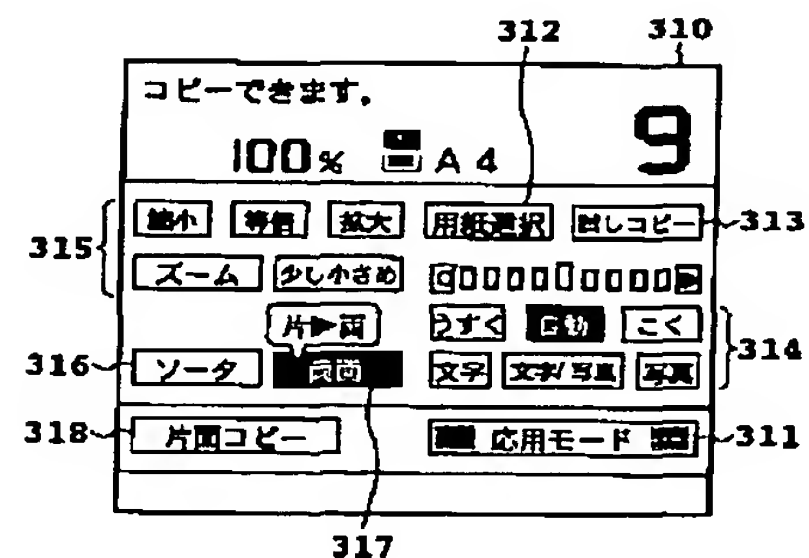 312 310
コピーできます。
100% A4 9
縮小 等倍 拡大 用紙選択 試しコピー 313
315
ズーム 少し小さめ
片▶両 うすく 自動 こく
314
316 ソータ 両面 文字 文字/写真 写真
318 片面コピー 応用モード 311
317